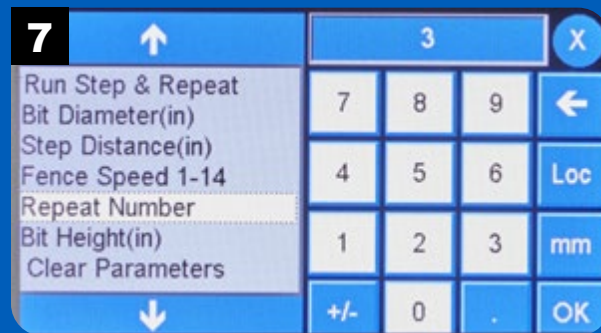 7
3
X
Run Step & Repeat
Bit Diameter(in)
Step Distance(in)
Fence Speed 1-14
Repeat Number
Bit Height(in)
Clear Parameters
7 8 9
4 5 6 Loc
1 2 3 mm
+/- 0 . OK